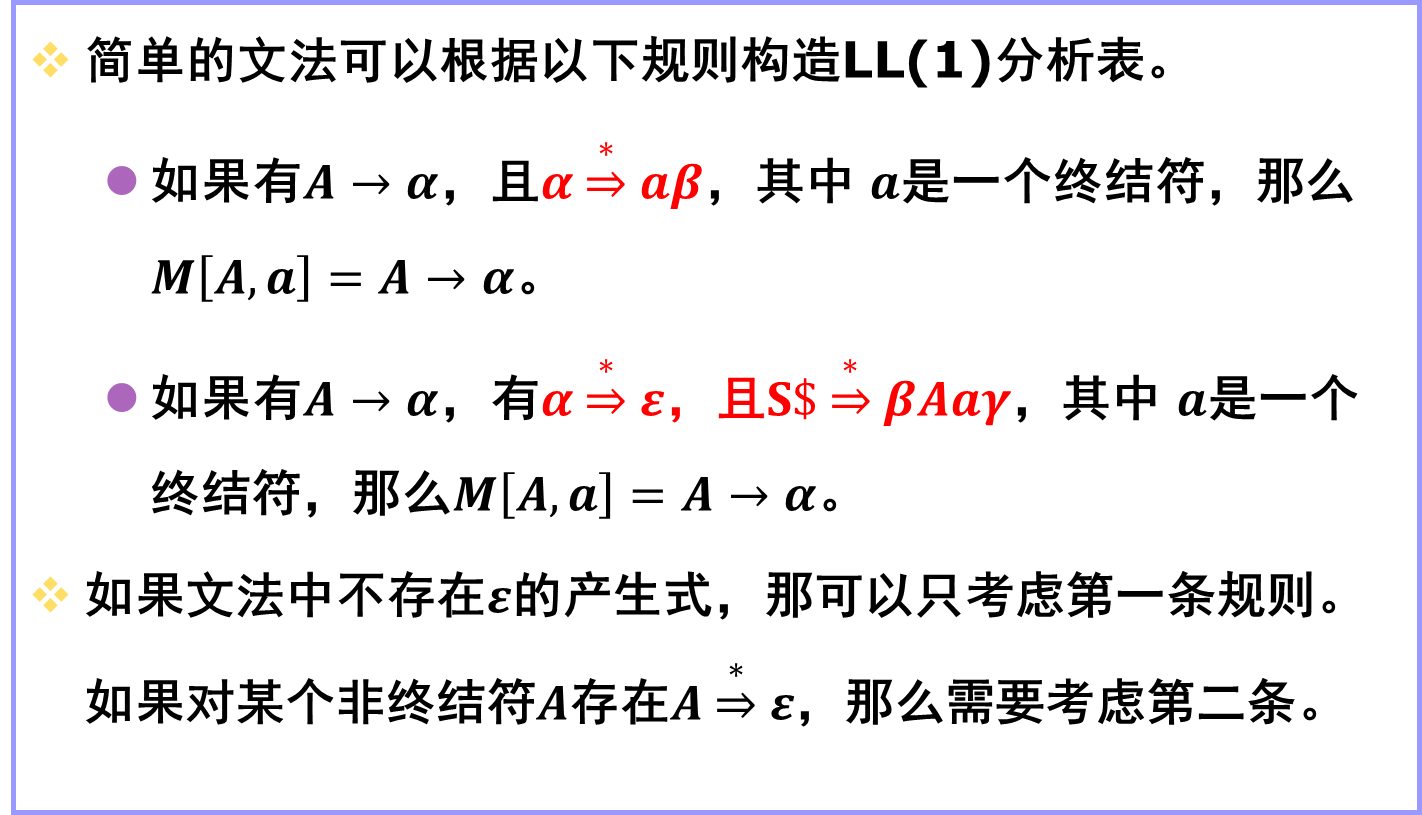 简单的文法可以根据以下规则构造LL(1)分析表。
如果有A → α，且α ⇒* aβ，其中 a是一个终结符，那么
M[A, a] = A → α。
如果有A → α，有α ⇒* ε，且S$ ⇒* βAaγ，其中 a是一个
终结符，那么M[A, a] = A → α。
如果文法中不存在ε的产生式，那可以只考虑第一条规则。
如果对某个非终结符A存在A ⇒* ε，那么需要考虑第二条。